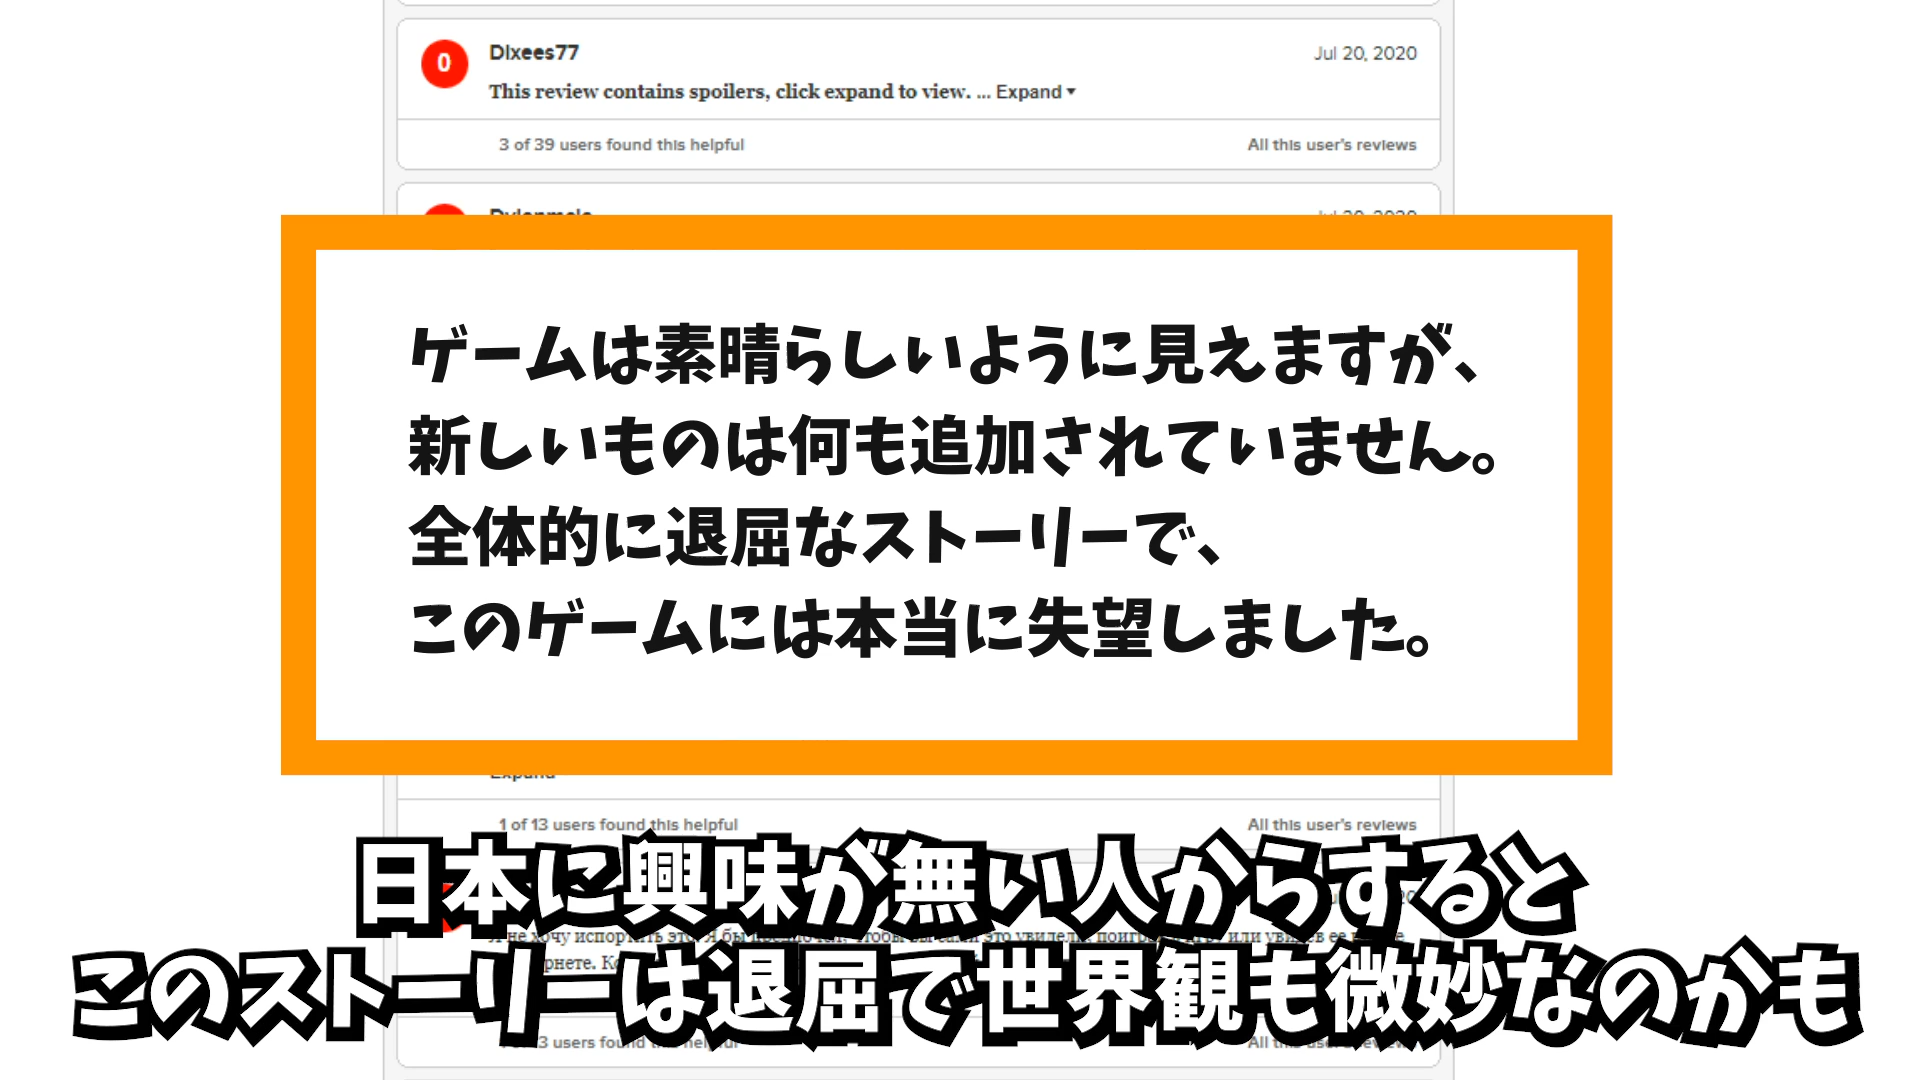 0 Dlxees77 Jul 20, 2020
This review contains spoilers, click expand to view. ... Expand
3 of 39 users found this helpful All this user's reviews
ゲームは素晴らしいように見えますが、
新しいものは何も追加されていません。
全体的に退屈なストーリーで、
このゲームには本当に失望しました。
Expand
1 of 13 users found this helpful All this user's reviews
日本に興味が無い人からすると
このストーリーは退屈で世界観も微妙なのかも